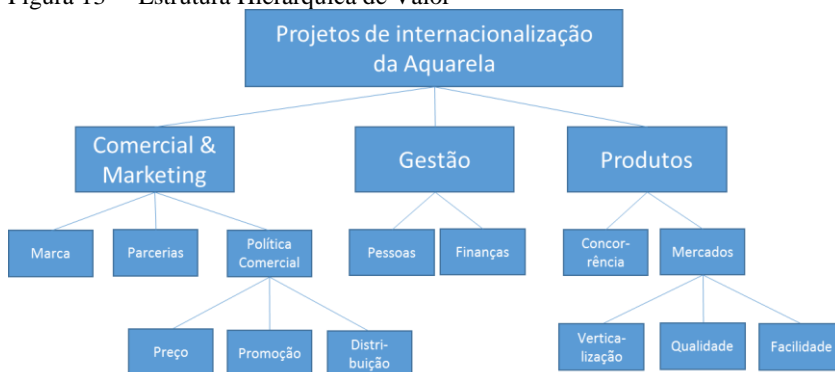 Figura 13 – Estrutura Hierárquica de Valor
Projetos de internacionalização
da Aquarela
Comercial &
Marketing
Gestão
Produtos
Marca
Parcerias
Política
Comercial
Pessoas
Finanças
Concor-
rência
Mercados
Preço
Promoção
Distri-
buição
Vertica-
lização
Qualidade
Facilidade